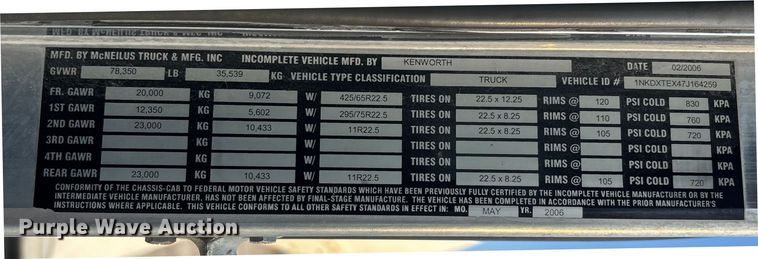 MFD. BY McNEILUS TRUCK & MFG. INC INCOMPLETE VEHICLE MFD. BY KENWORTH DATE 02/2006
GVWR 78,350 LB 35,539 KG VEHICLE TYPE CLASSIFICATION TRUCK VEHICLE ID # 1NKDXTEX47J164259
FR. GAWR 20,000 KG 9,072 W/ 425/65R22.5 TIRES ON 22.5 x 12.25 RIMS @ 120 PSI COLD 830 KPA
1ST GAWR 12,350 KG 5,602 W/ 295/75R22.5 TIRES ON 22.5 x 8.25 RIMS @ 110 PSI COLD 760 KPA
2ND GAWR 23,000 KG 10,433 W/ 11R22.5 TIRES ON 22.5 x 8.25 RIMS @ 105 PSI COLD 720 KPA
3RD GAWR KG W/ TIRES ON RIMS @ PSI COLD KPA
4TH GAWR KG W/ TIRES ON RIMS @ PSI COLD KPA
REAR GAWR 23,000 KG 10,433 W/ 11R22.5 TIRES ON 22.5 x 8.25 RIMS @ 105 PSI COLD 720 KPA
CONFORMITY OF THE CHASSIS-CAB TO FEDERAL MOTOR VEHICLE SAFETY STANDARDS WHICH HAVE BEEN PREVIOUSLY FULLY CERTIFIED BY THE INCOMPLETE VEHICLE MANUFACTURER OR BY THE
INTERMEDIATE VEHICLE MANUFACTURER, HAS NOT BEEN AFFECTED BY FINAL-STAGE MANUFACTURE. THE VEHICLE HAS BEEN COMPLETED IN ACCORDANCE WITH THE PRIOR MANUFACTURER'S
INSTRUCTIONS WHERE APPLICABLE. THIS VEHICLE CONFORMS TO ALL OTHER SAFETY STANDARDS IN EFFECT IN: MO. MAY YR. 2006
Purple Wave Auction